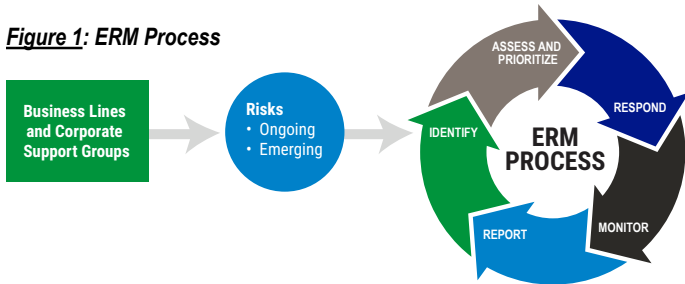 Figure 1: ERM Process
Business Lines
and Corporate
Support Groups
Risks
• Ongoing
• Emerging
ASSESS AND
PRIORITIZE
RESPOND
IDENTIFY
ERM
PROCESS
MONITOR
REPORT